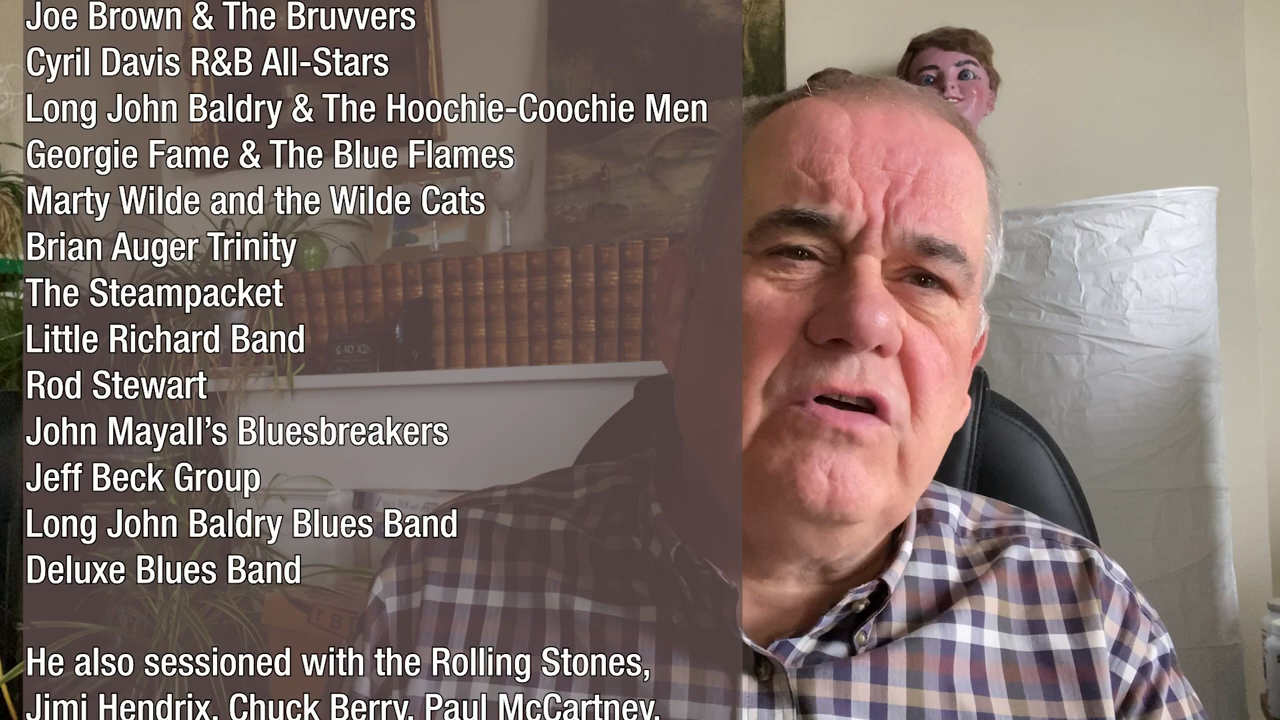 Joe Brown & The Bruvvers
Cyril Davis R&B All-Stars
Long John Baldry & The Hoochie-Coochie Men
Georgie Fame & The Blue Flames
Marty Wilde and the Wilde Cats
Brian Auger Trinity
The Steampacket
Little Richard Band
Rod Stewart
John Mayall’s Bluesbreakers
Jeff Beck Group
Long John Baldry Blues Band
Deluxe Blues Band
He also sessioned with the Rolling Stones,
Jimi Hendrix, Chuck Berry, Paul McCartney,